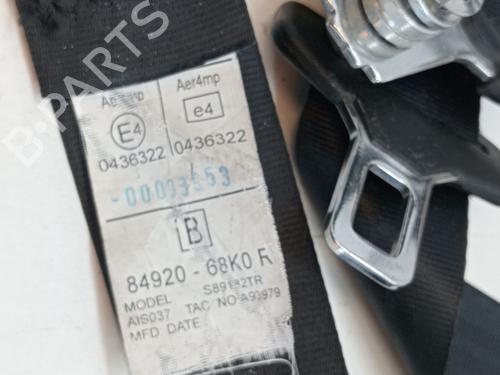 Aer4mp
E4
e4
0436322
0436322
B
84920 - 68K0 R
MODEL
AIS037 TAC NO
MFD DATE
B-PARTS